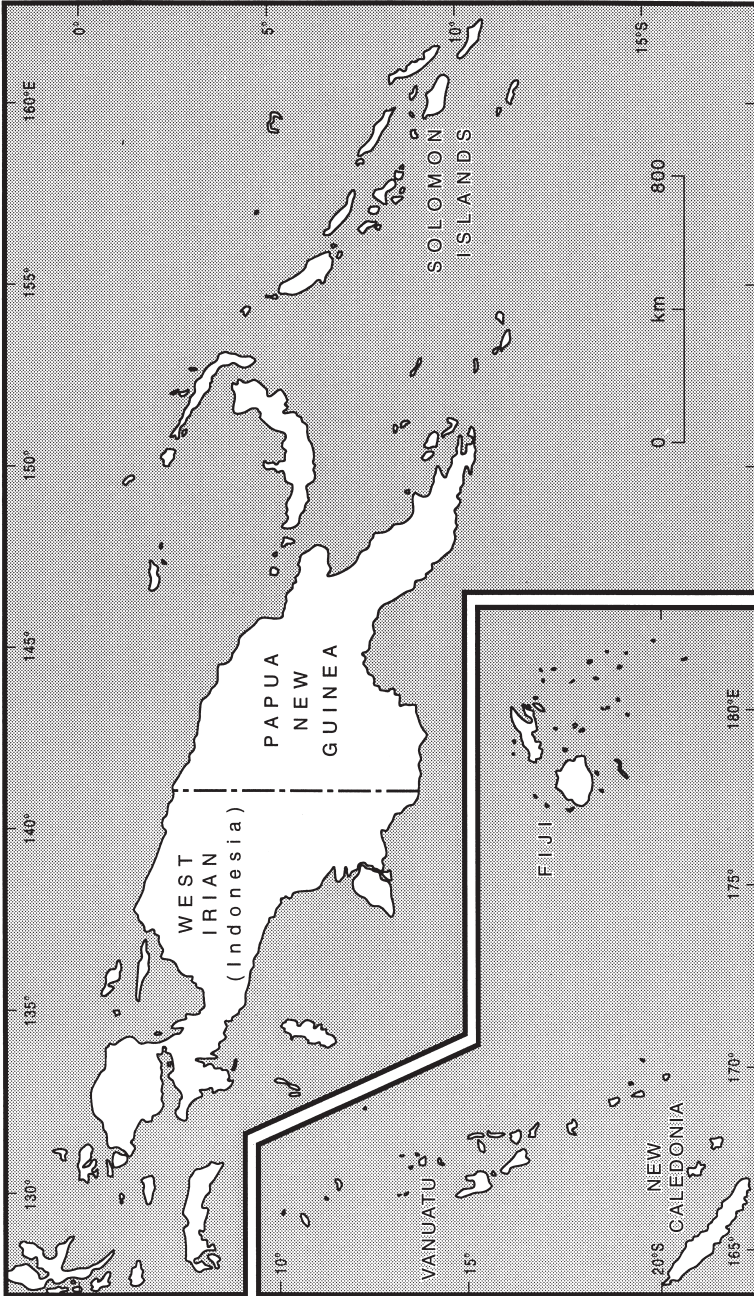 130°
135°
140°
145°
150°
155°
160°E
0°
5°
10°
15°S
WEST
IRIAN
(Indonesia)
PAPUA
NEW
GUINEA
SOLOMON
ISLANDS
0 km 800
10°
15°
20°S
165°
170°
175°
180°E
VANUATU
NEW
CALEDONIA
FIJI